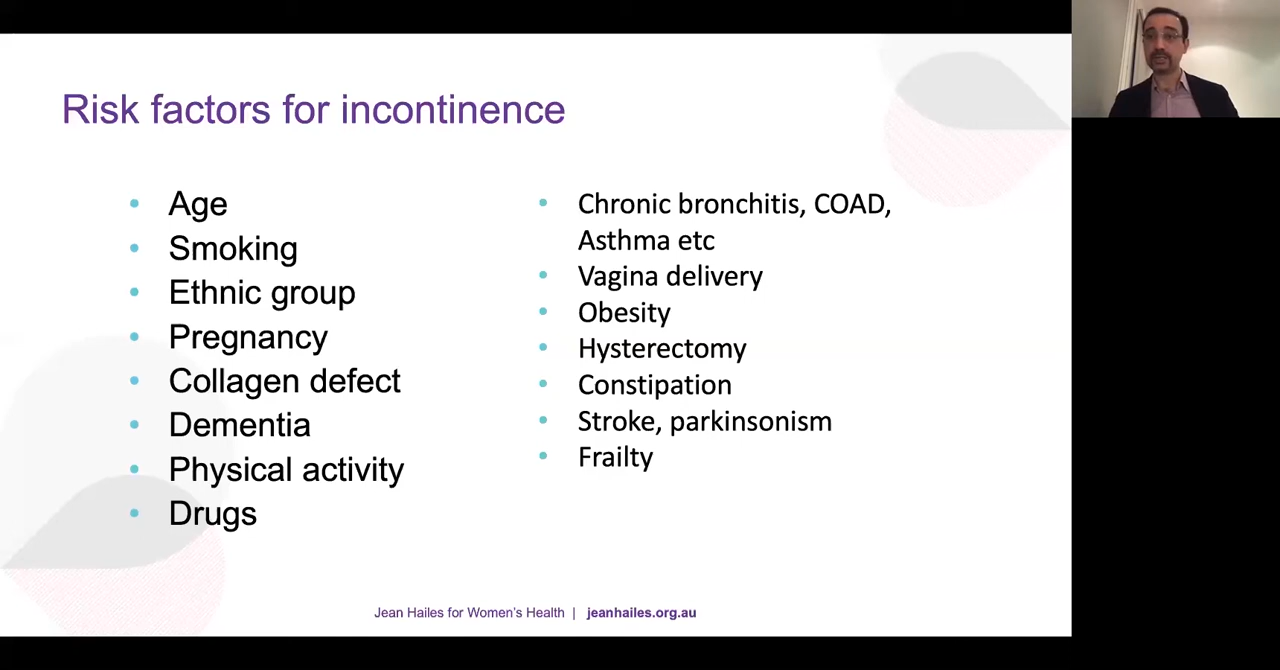 Risk factors for incontinence
• Age
• Smoking
• Ethnic group
• Pregnancy
• Collagen defect
• Dementia
• Physical activity
• Drugs
• Chronic bronchitis, COAD,
Asthma etc
• Vagina delivery
• Obesity
• Hysterectomy
• Constipation
• Stroke, parkinsonism
• Frailty
Jean Hailes for Women's Health | jeanhailes.org.au